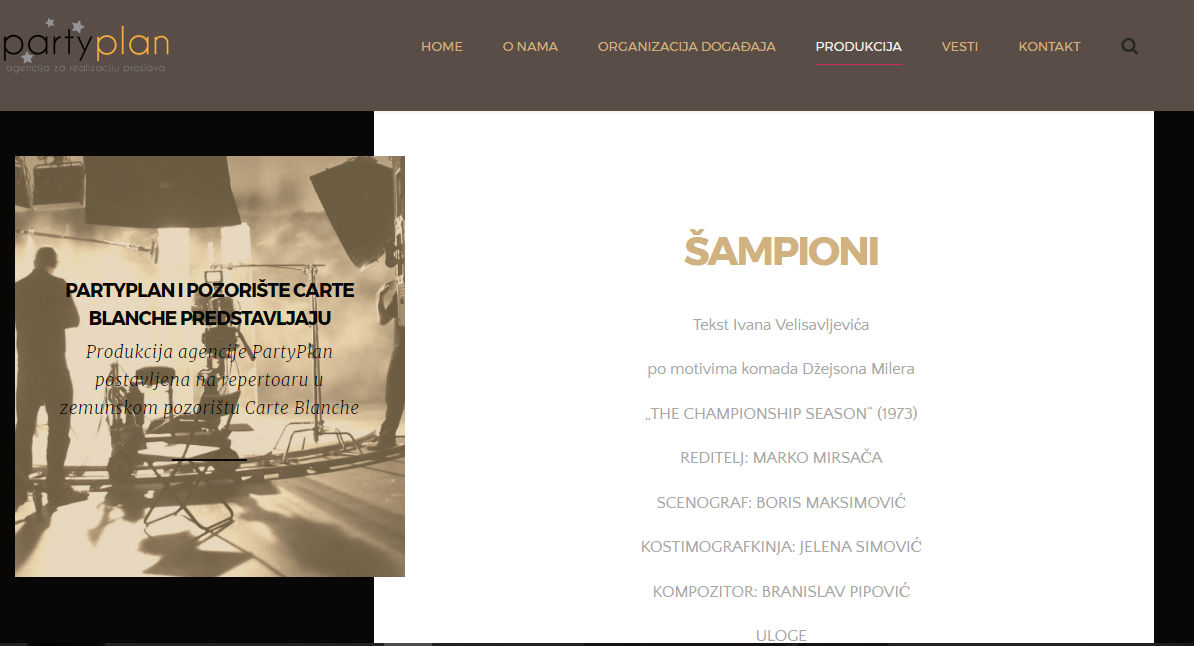 partyplan
agencija za realizaciju proslava
HOME
O NAMA
ORGANIZACIJA DOGAĐAJA
PRODUKCIJA
VESTI
KONTAKT
PARTYPLAN I POZORIŠTE CARTE
BLANCHE PREDSTAVLJAJU
Produkcija agencije PartyPlan
postavljena na repertoaru u
zemunskom pozorištu Carte Blanche
ŠAMPIONI
Tekst Ivana Velisavljevića
po motivima komada Džejsona Milera
„THE CHAMPIONSHIP SEASON“ (1973)
REDITELJ: MARKO MIRSAČA
SCENOGRAF: BORIS MAKSIMOVIĆ
KOSTIMOGRAFKINJA: JELENA SIMOVIĆ
KOMPOZITOR: BRANISLAV PIPOVIĆ
ULOGE